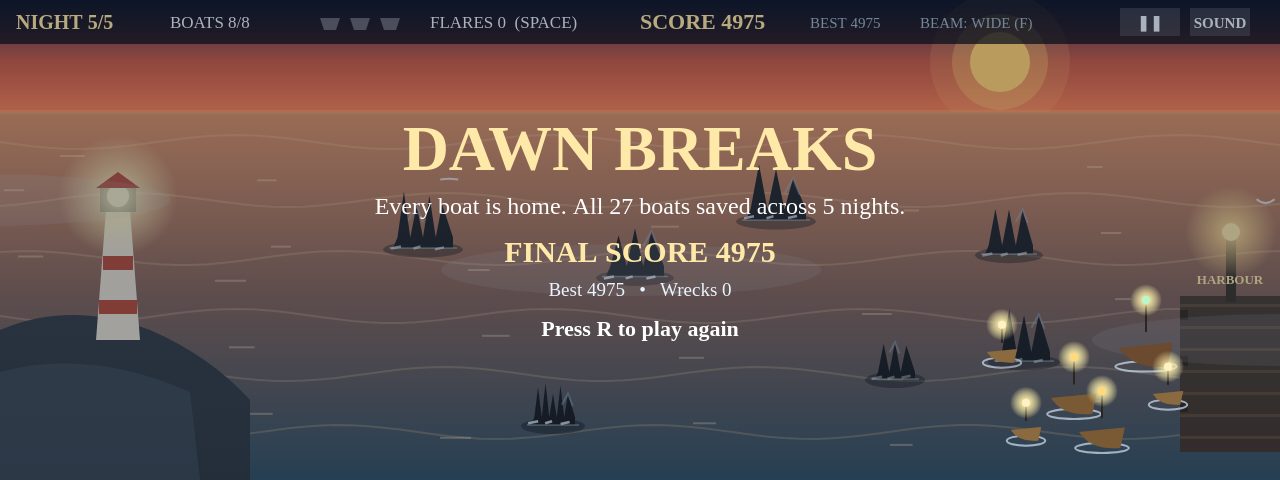 NIGHT 5/5 BOATS 8/8 FLARES 0 (SPACE) SCORE 4975 BEST 4975 BEAM: WIDE (F) ❚❚ SOUND
DAWN BREAKS
Every boat is home. All 27 boats saved across 5 nights.
FINAL SCORE 4975
HARBOUR
Best 4975 • Wrecks 0
Press R to play again